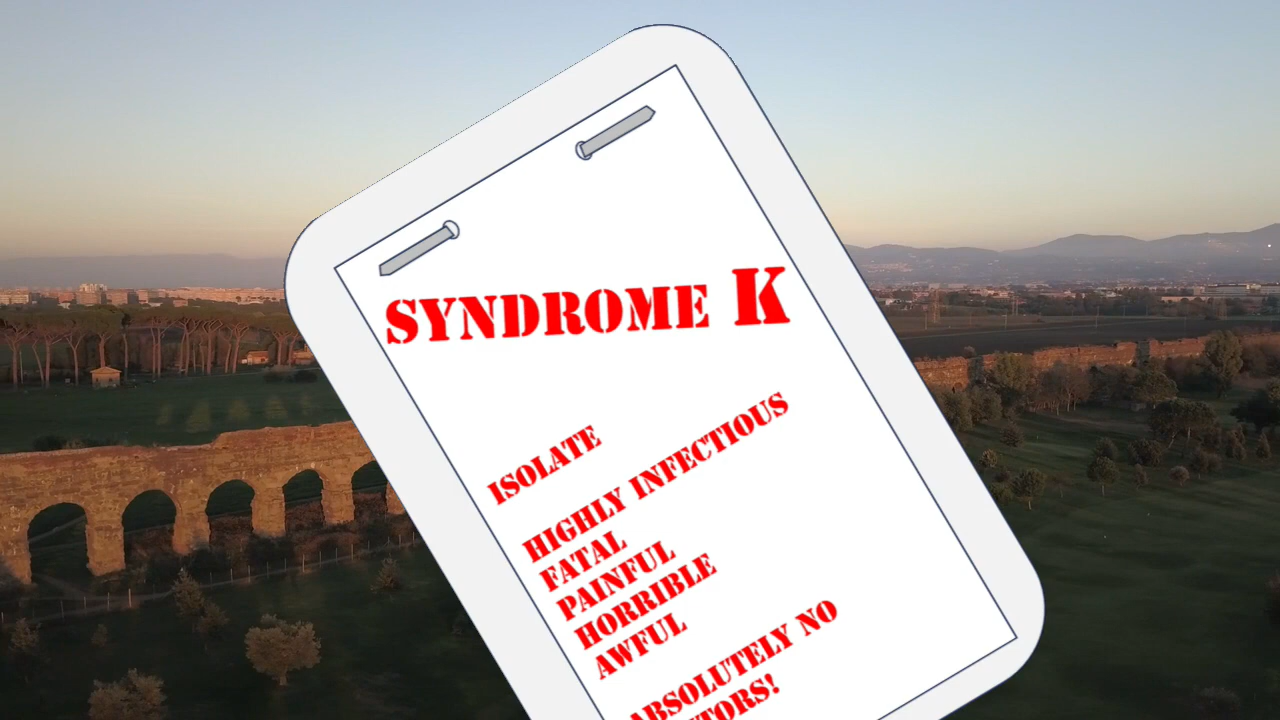 SYNDROME K
ISOLATE
HIGHLY INFECTIOUS
FATAL
PAINFUL
HORRIBLE
AWFUL
ABSOLUTELY NO